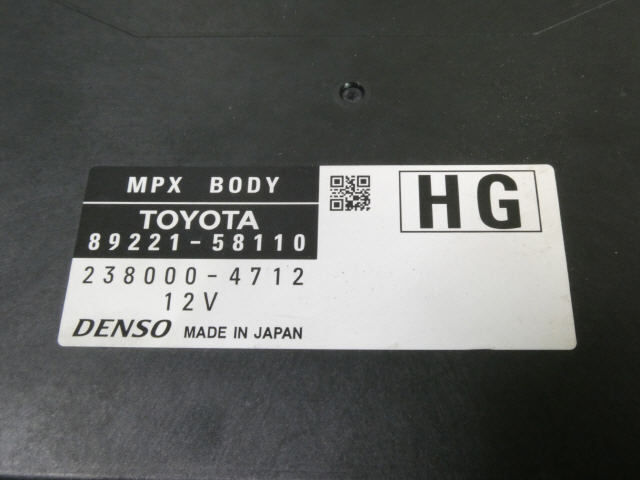 MPX BODY
TOYOTA
89221-58110
238000-4712
12V
DENSO MADE IN JAPAN
HG